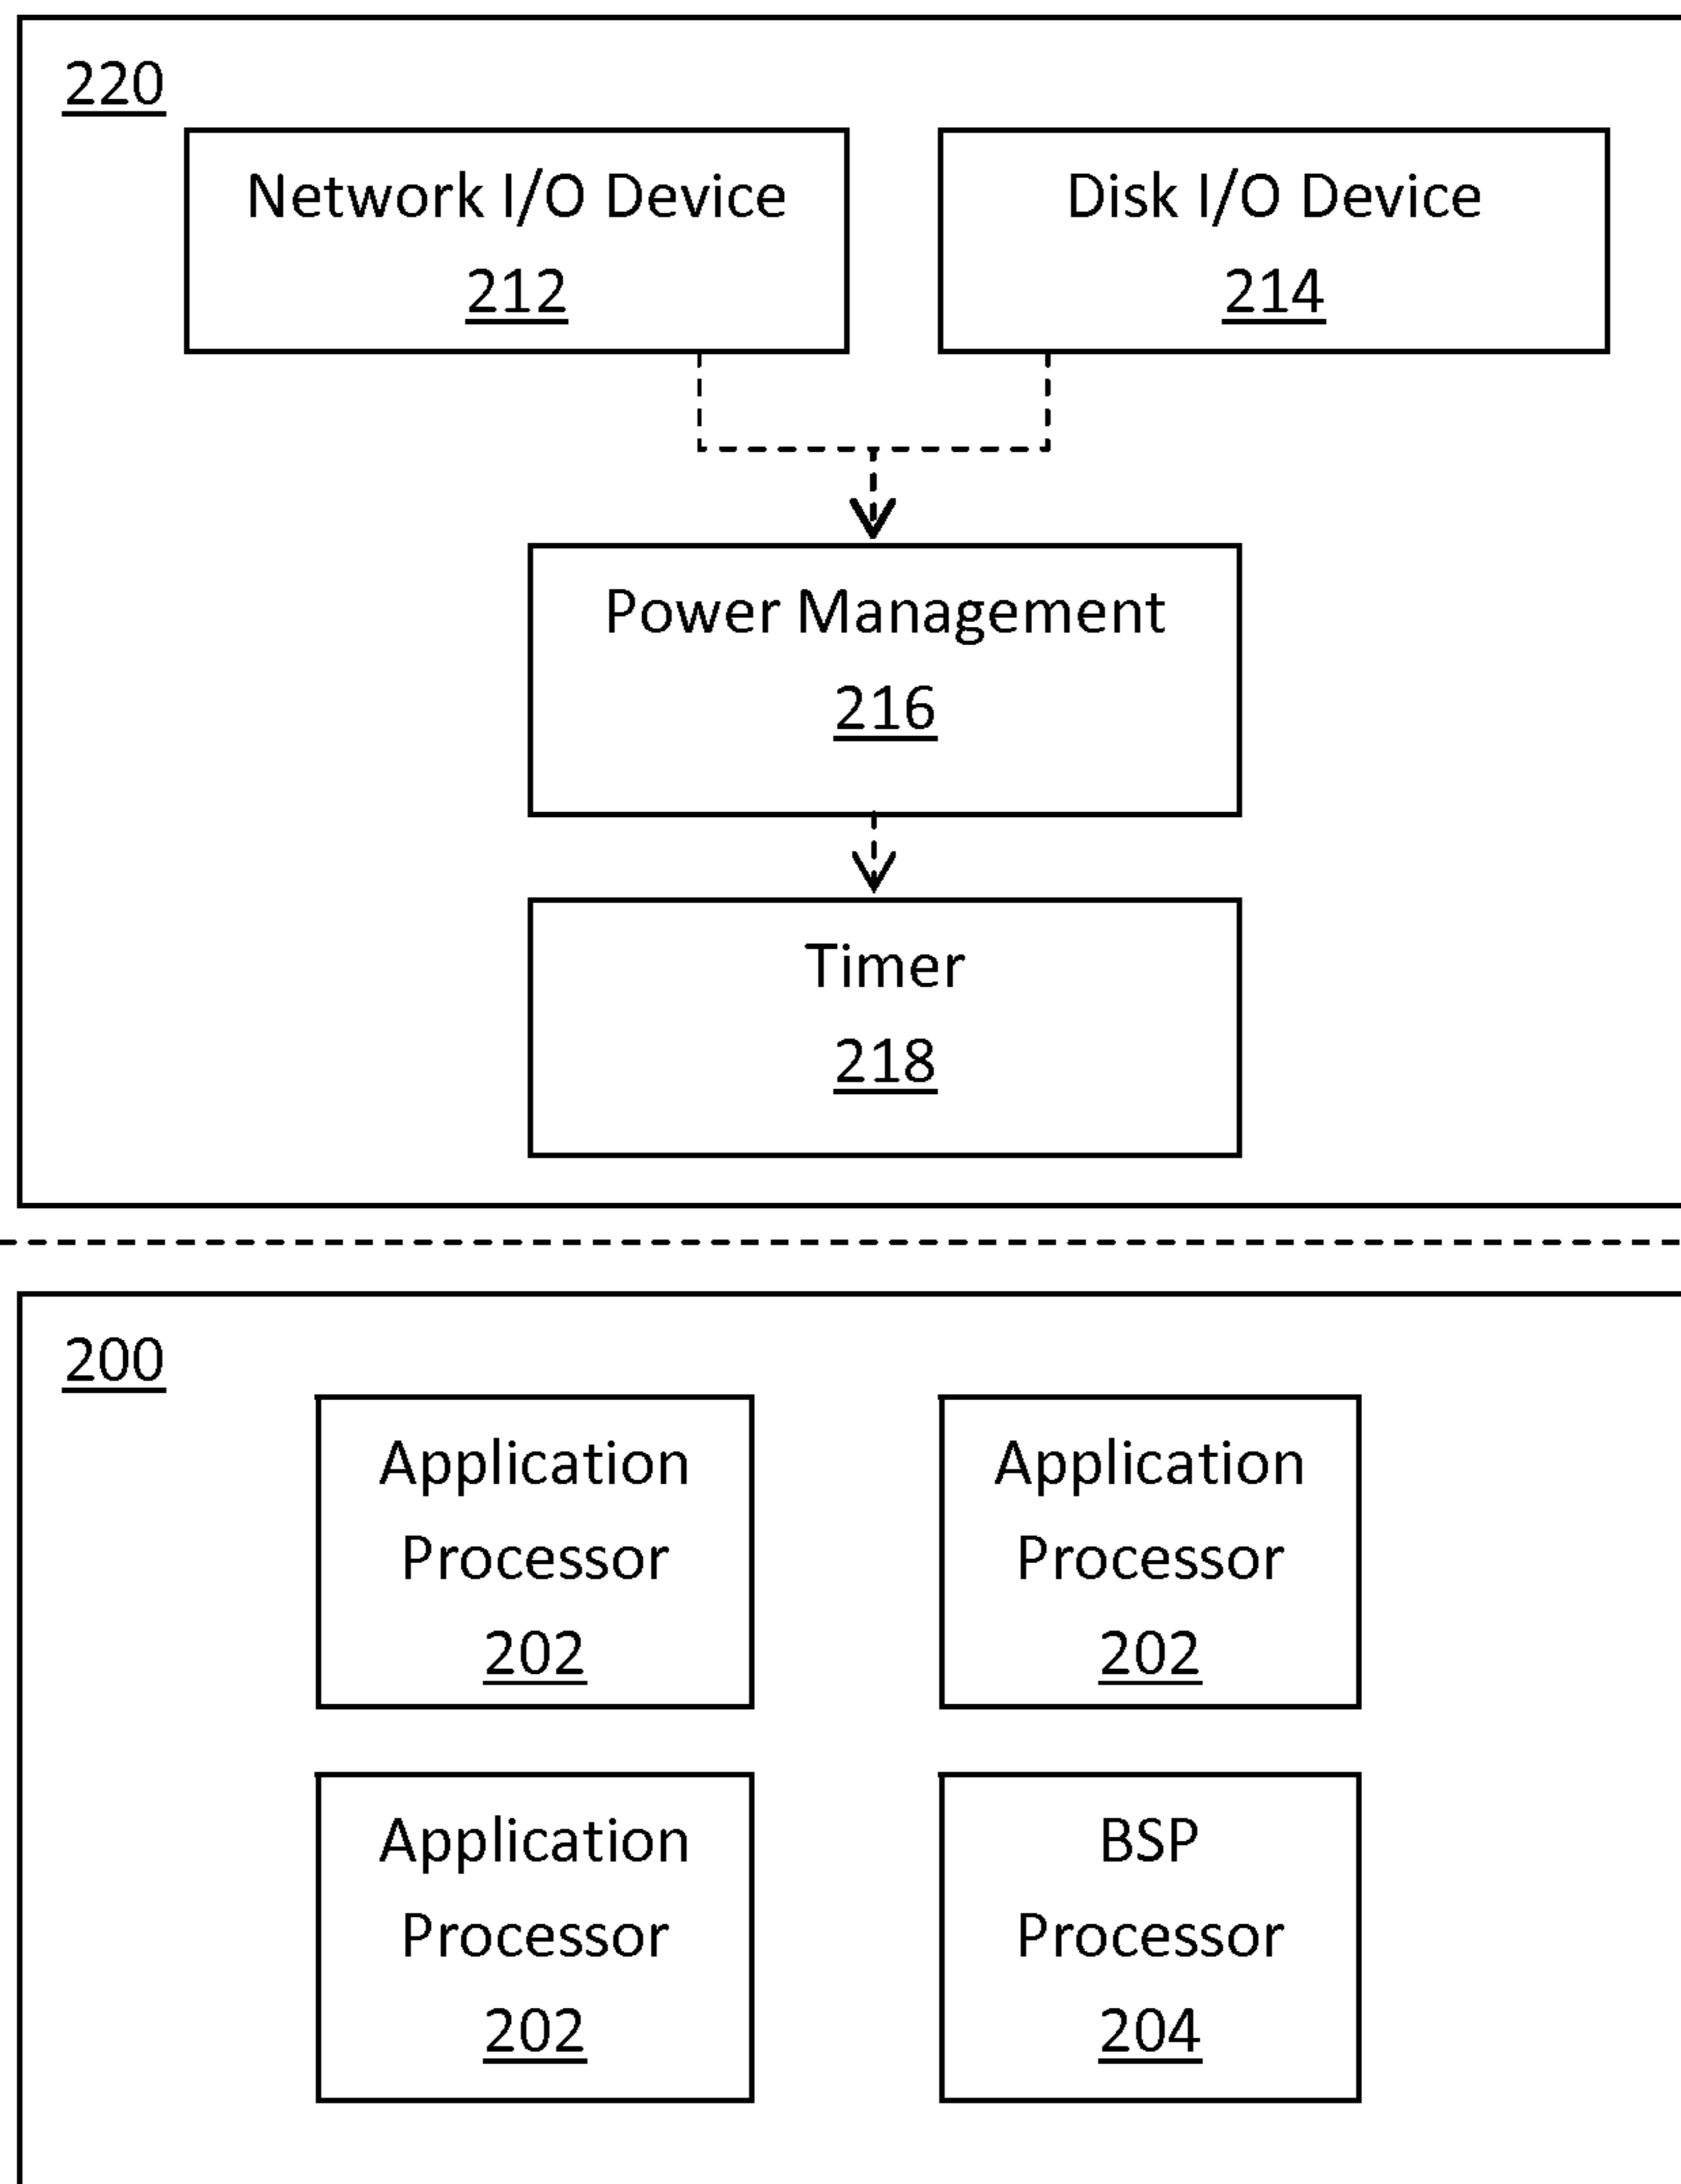 220
Network I/O Device
212
Disk I/O Device
214
Power Management
216
Timer
218
200
Application
Processor
202
Application
Processor
202
Application
Processor
202
BSP
Processor
204